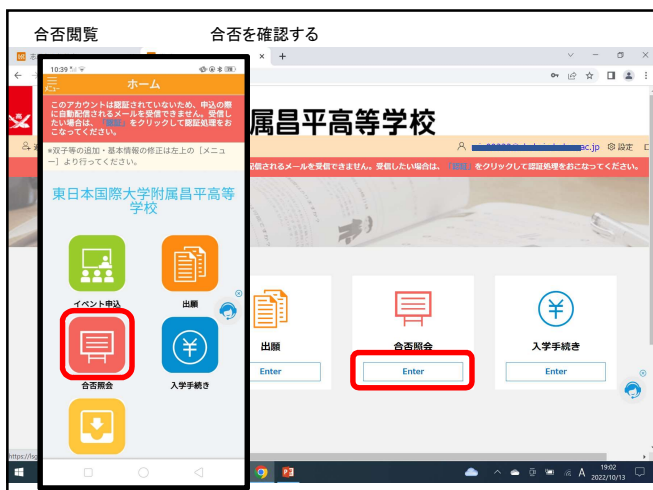 合否閲覧
合否を確認する
10:39
ホーム
メニュー
このアカウントは認証されていないため、申込の際
に自動配信されるメールを受信できません。受信し
たい場合は、「認証」をクリックして認証処理をお
こなってください。
※双子等の追加・基本情報の修正は左上の［メニュ
ー］より行ってください。
東日本国際大学附属昌平高等
学校
イベント申込
出願
合否照会
入学手続き
属昌平高等学校
ac.jp
設定
配信されるメールを受信できません。受信したい場合は、「認証」をクリックして認証処理をおこなってください。
出願
Enter
合否照会
Enter
入学手続き
Enter
A
19:02
2022/10/13